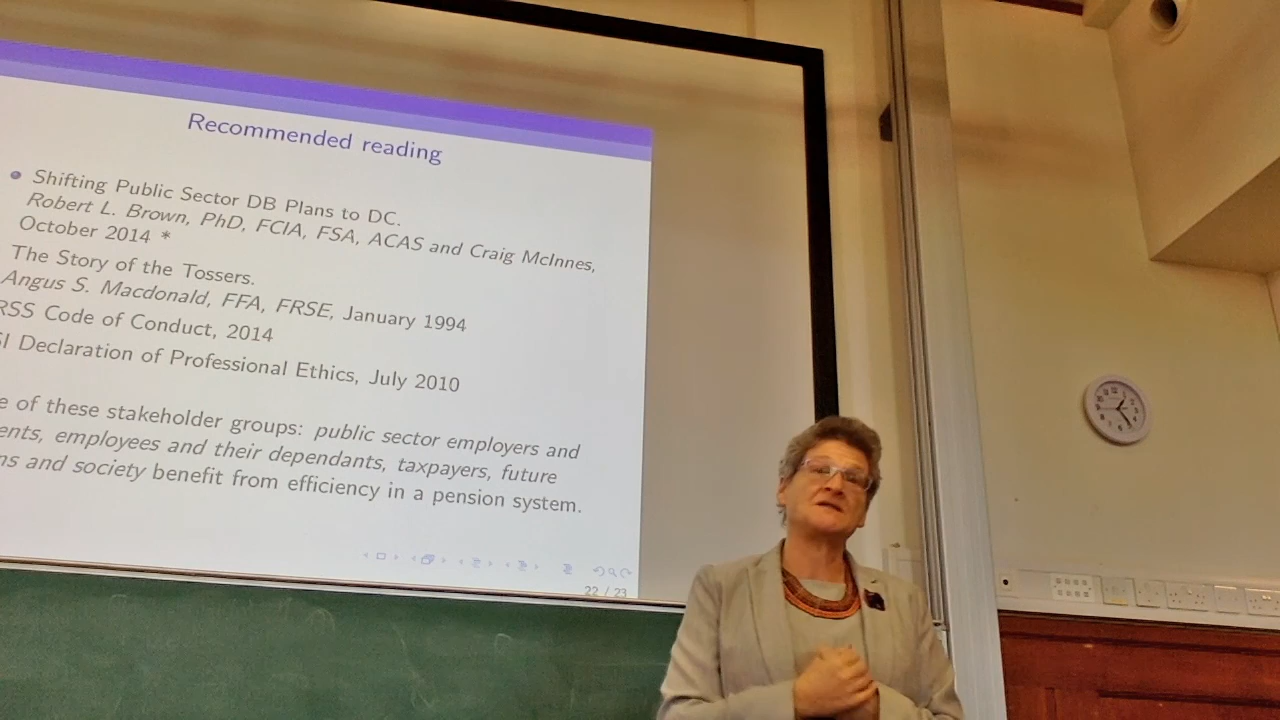 Recommended reading
Shifting Public Sector DB Plans to DC.
Robert L. Brown, PhD, FCIA, FSA, ACAS and Craig McInnes,
October 2014 *
The Story of the Tossers.
Angus S. Macdonald, FFA, FRSE, January 1994
RSS Code of Conduct, 2014
SI Declaration of Professional Ethics, July 2010
e of these stakeholder groups: public sector employers and
ents, employees and their dependants, taxpayers, future
ns and society benefit from efficiency in a pension system.
22 / 23